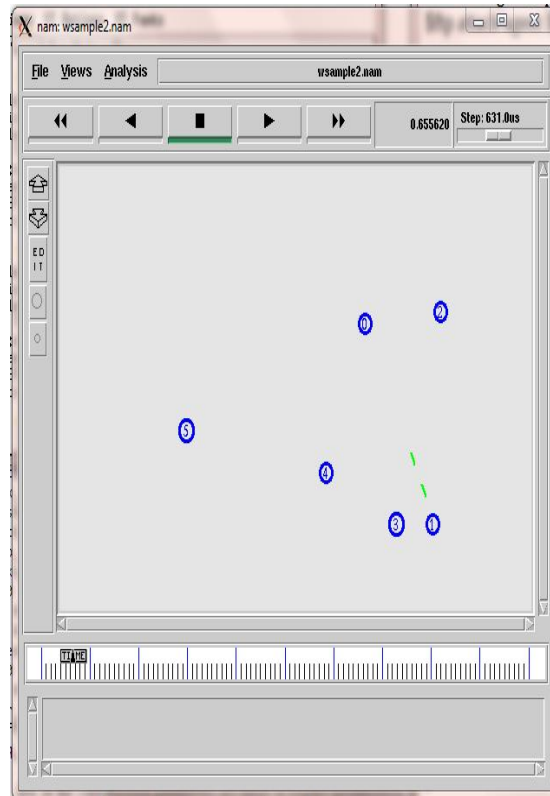 nam: wsample2.nam
File Views Analysis wsample2.nam
0.655620 Step: 631.0us
ED
IT
0
2
5
4
3 1
TIME